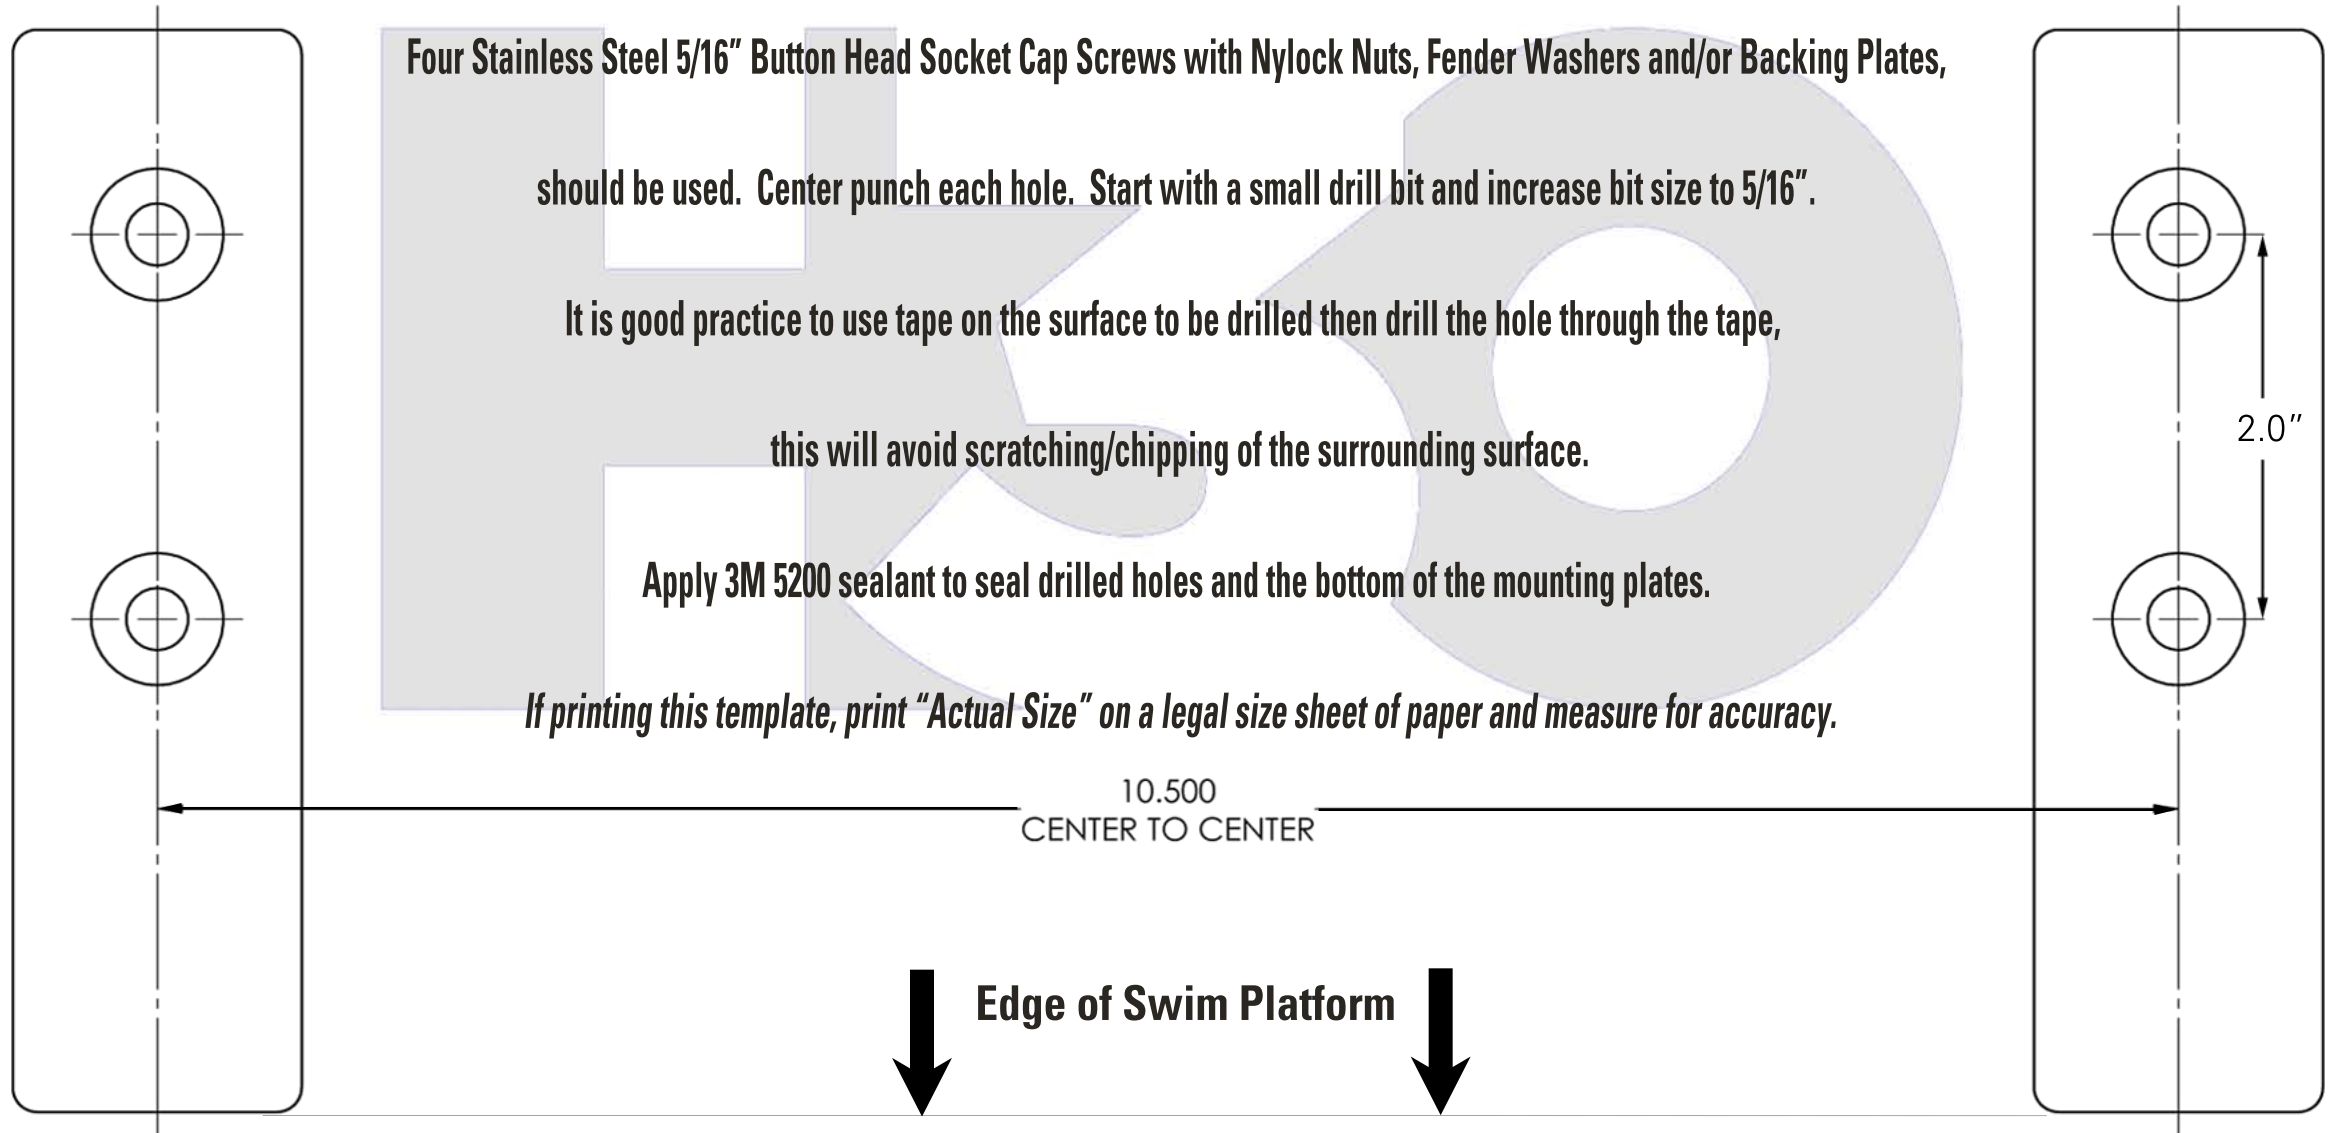 Four Stainless Steel 5/16” Button Head Socket Cap Screws with Nylock Nuts, Fender Washers and/or Backing Plates,
should be used.  Center punch each hole.  Start with a small drill bit and increase bit size to 5/16”.
It is good practice to use tape on the surface to be drilled then drill the hole through the tape,
this will avoid scratching/chipping of the surrounding surface.
2.0”
Apply 3M 5200 sealant to seal drilled holes and the bottom of the mounting plates.
If printing this template, print “Actual Size” on a legal size sheet of paper and measure for accuracy.
10.500
CENTER TO CENTER
Edge of Swim Platform